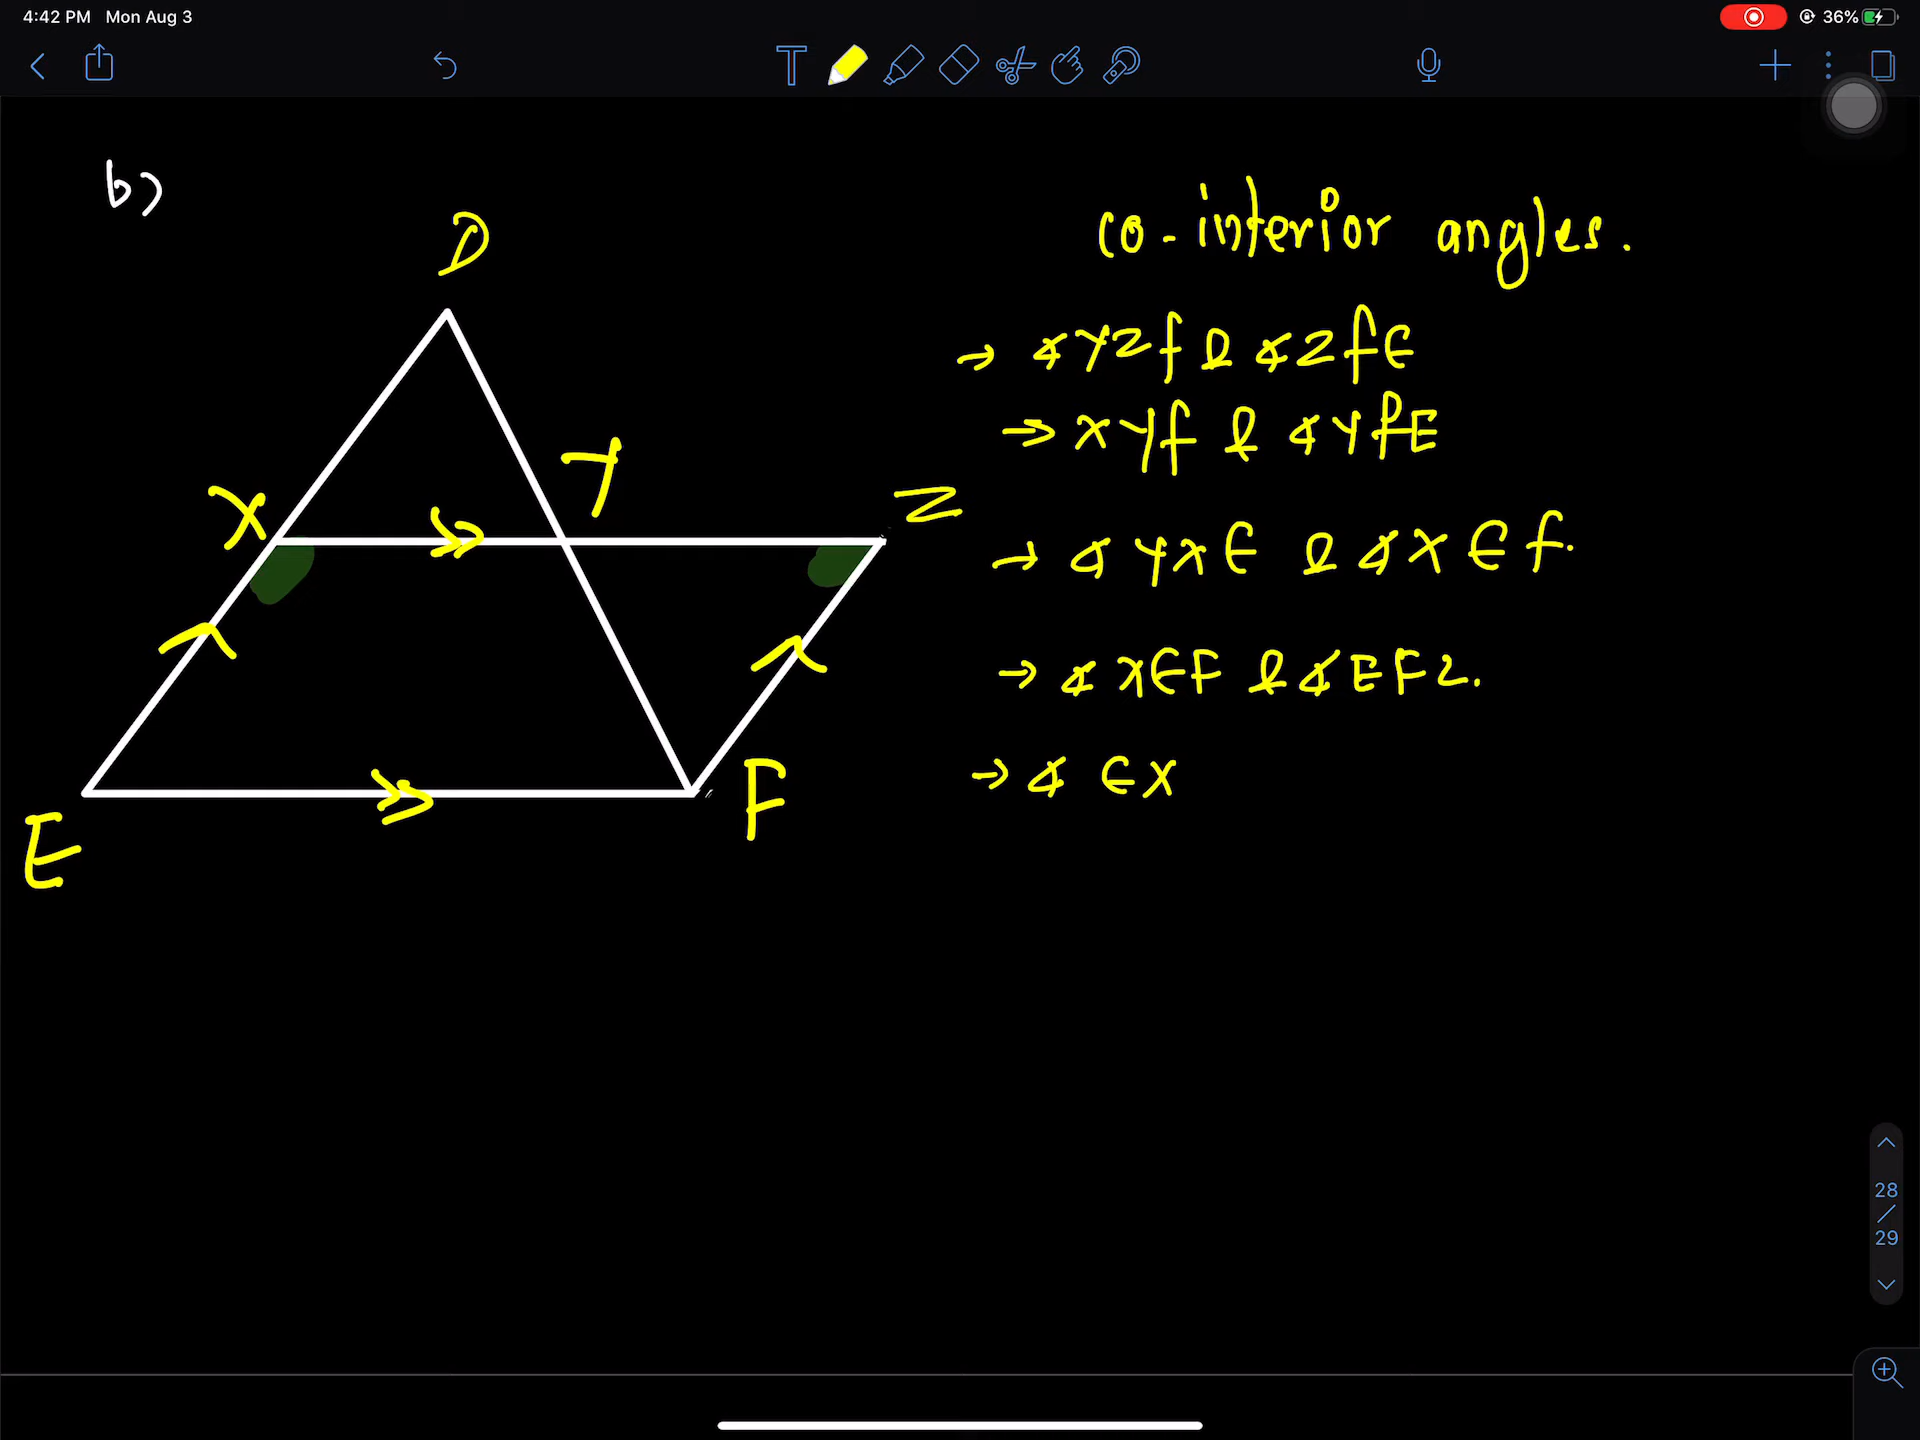 4:42 PM Mon Aug 3
36%
T
b)
D
X
Y
Z
E
F
co-interior angles.
→ ∡YZf & ∡ZfE
→ XYf & ∡YfE
→ ∡YXE & ∡XEf.
→ ∡XEF & ∡EFZ.
→ ∡EX
28
/
29